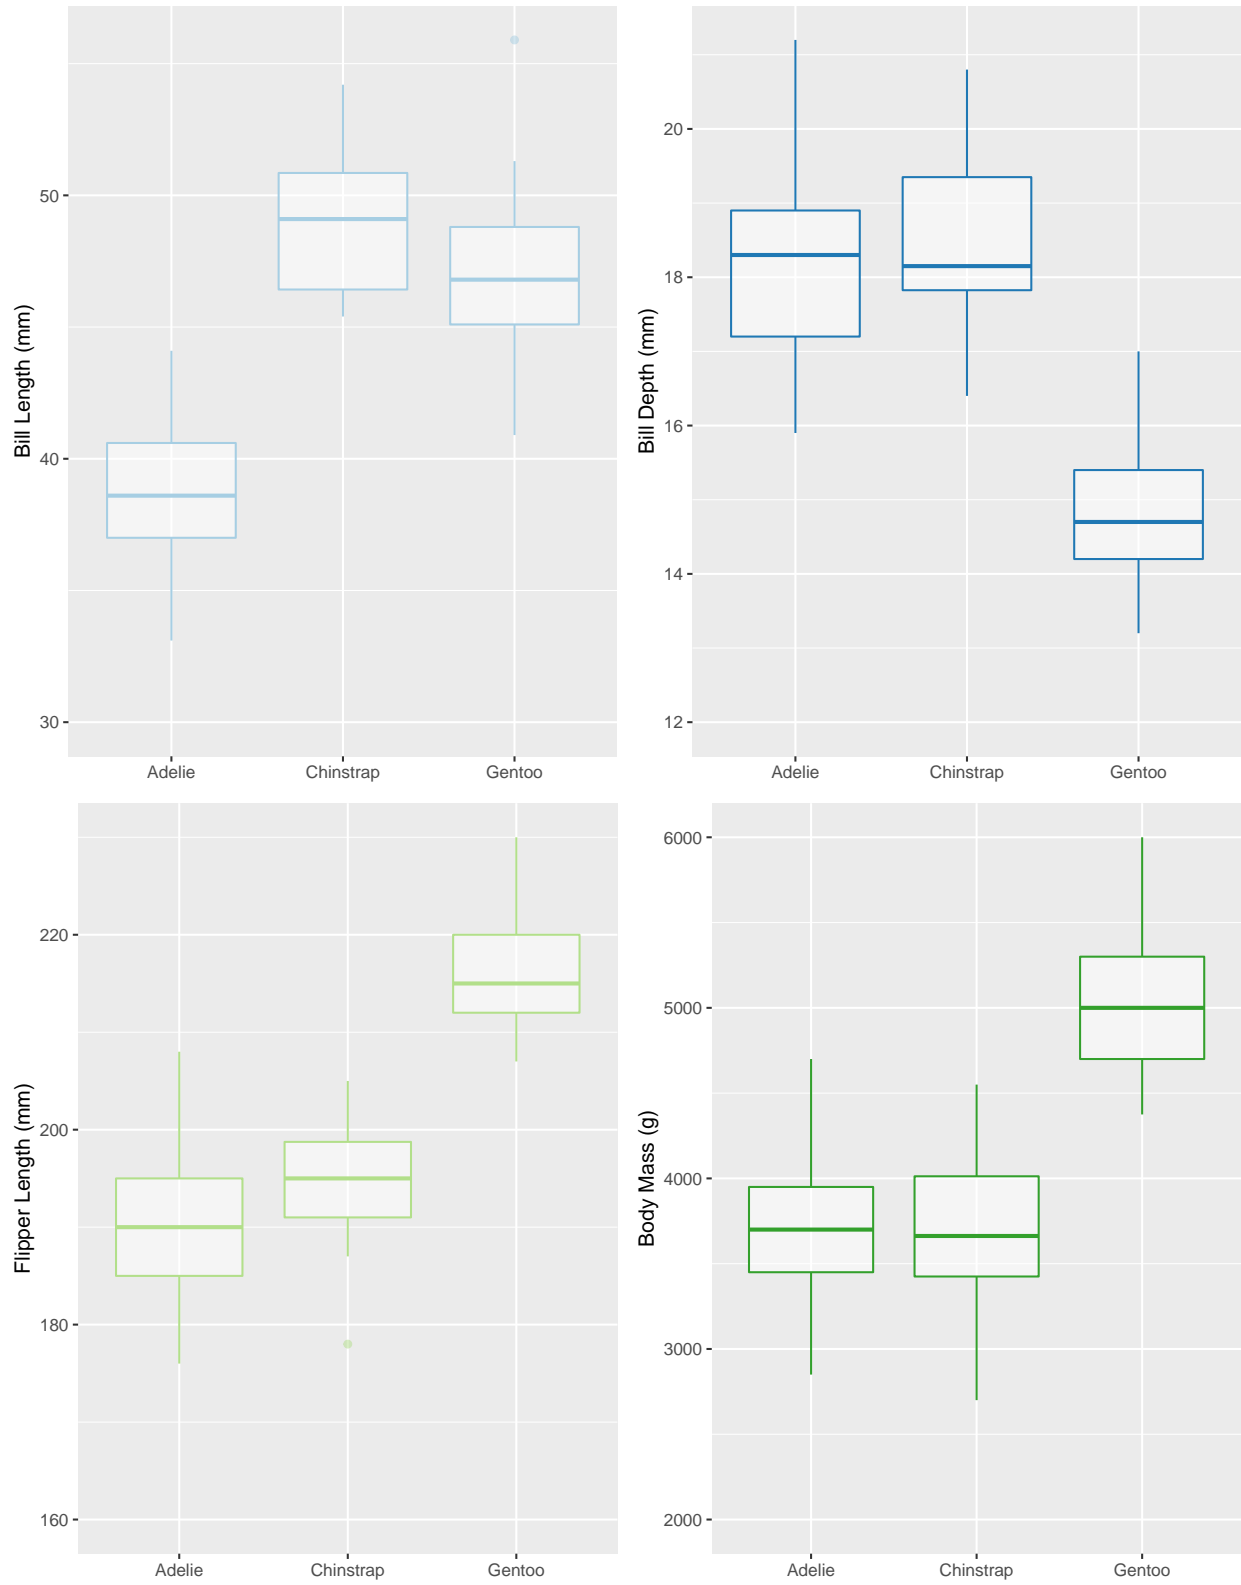 Bill Length (mm)
50
40
30
Adelie Chinstrap Gentoo
Bill Depth (mm)
20
18
16
14
12
Adelie Chinstrap Gentoo
Flipper Length (mm)
220
200
180
160
Adelie Chinstrap Gentoo
Body Mass (g)
6000
5000
4000
3000
2000
Adelie Chinstrap Gentoo